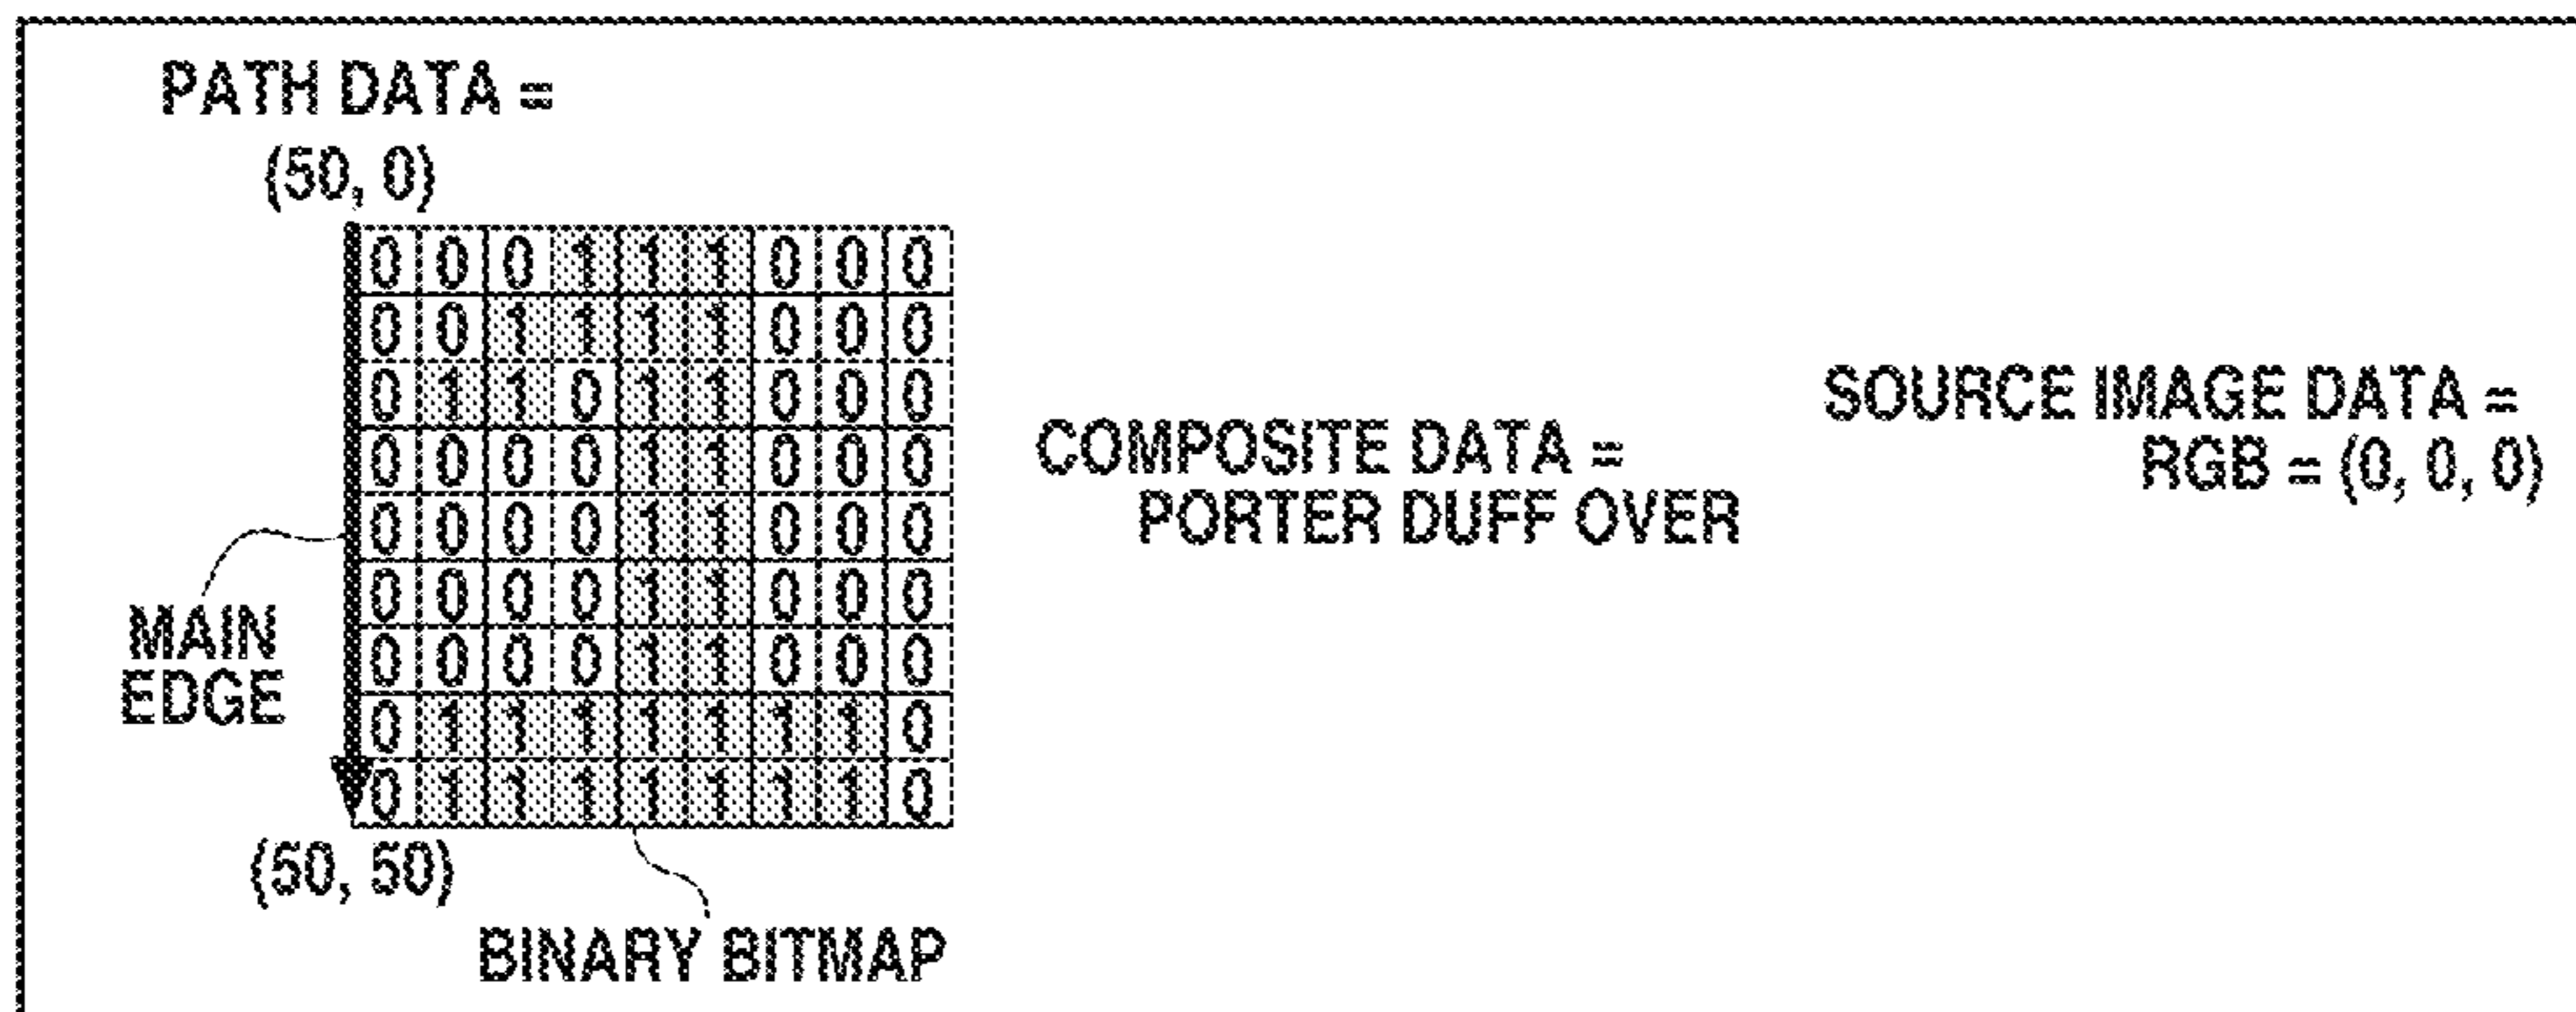 PATH DATA =
(50, 0)
0 0 0 1 1 1 0 0 0
0 0 1 1 1 1 0 0 0
0 1 1 0 1 1 0 0 0
0 0 0 0 1 1 0 0 0
0 0 0 0 1 1 0 0 0
0 0 0 0 1 1 0 0 0
0 0 0 0 1 1 0 0 0
0 1 1 1 1 1 1 1 0
0 1 1 1 1 1 1 1 0
MAIN
EDGE
(50, 50)
BINARY BITMAP
COMPOSITE DATA =
PORTER DUFF OVER
SOURCE IMAGE DATA =
RGB = (0, 0, 0)